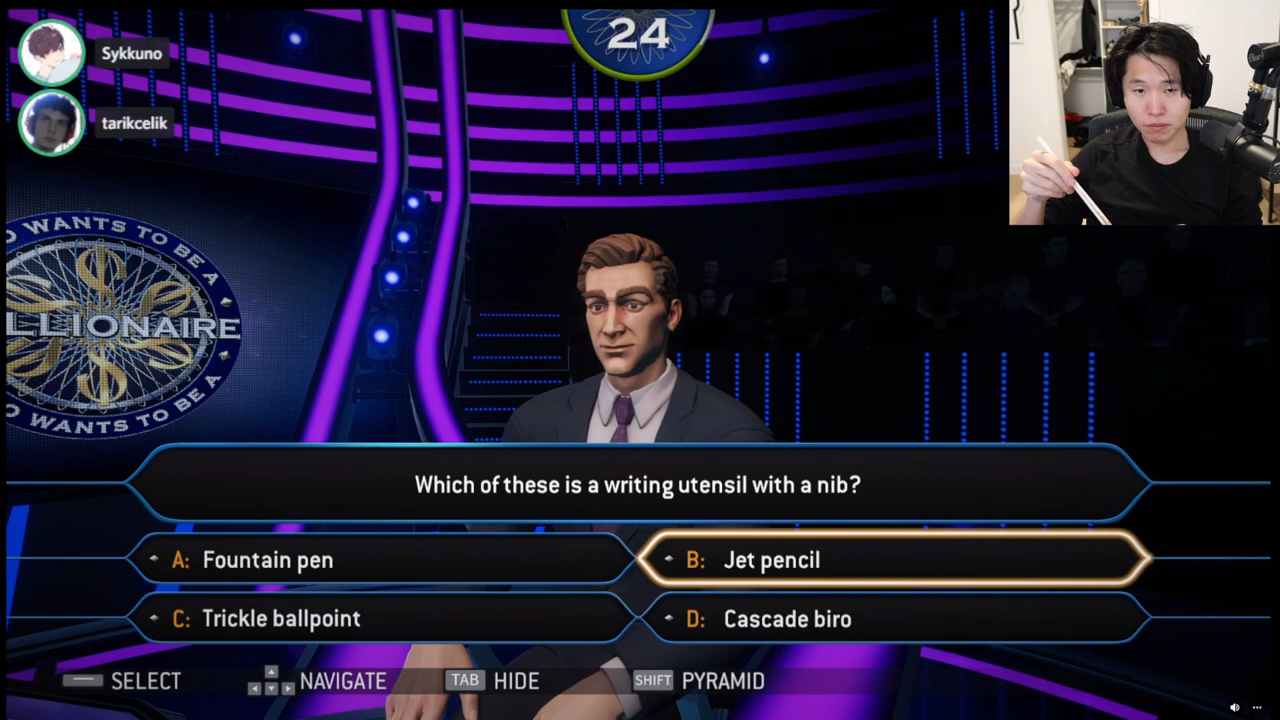 Sykkuno
tarikcelik
24
WANTS TO BE A
LLIONAIRE
O WANTS TO BE A
Which of these is a writing utensil with a nib?
A: Fountain pen
B: Jet pencil
C: Trickle ballpoint
D: Cascade biro
SELECT
NAVIGATE
TAB HIDE
SHIFT PYRAMID